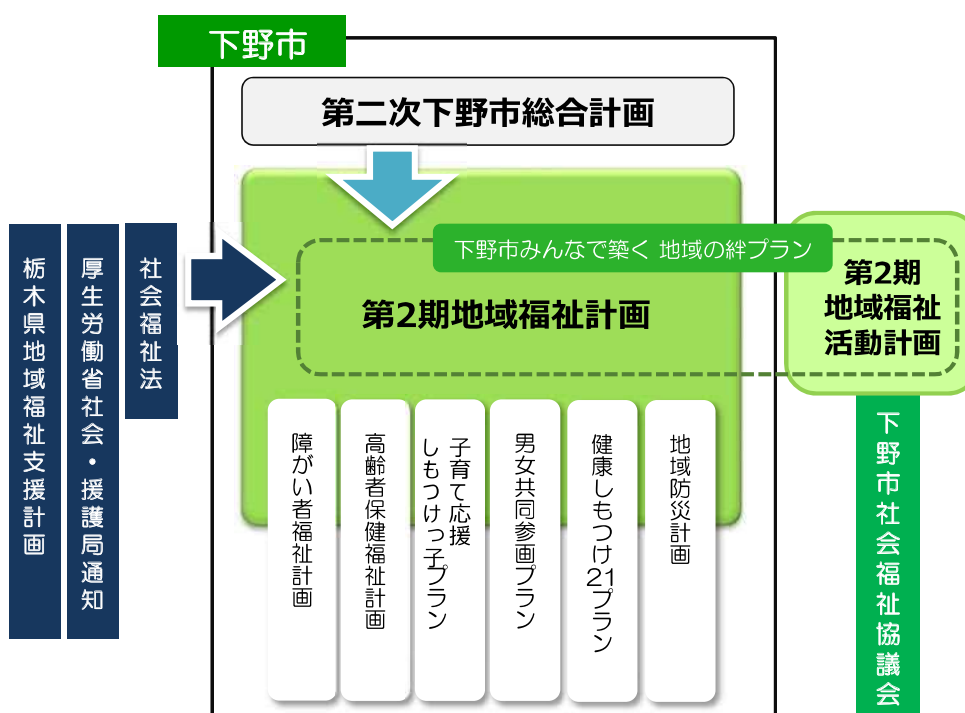 下野市
第二次下野市総合計画
下野市みんなで築く 地域の絆プラン
第2期地域福祉計画
第2期
地域福祉
活動計画
社会福祉法
厚生労働省社会・援護局通知
栃木県地域福祉支援計画
障がい者福祉計画
高齢者保健福祉計画
子育て応援
しもつけっ子プラン
男女共同参画プラン
健康しもつけ21プラン
地域防災計画
下野市社会福祉協議会